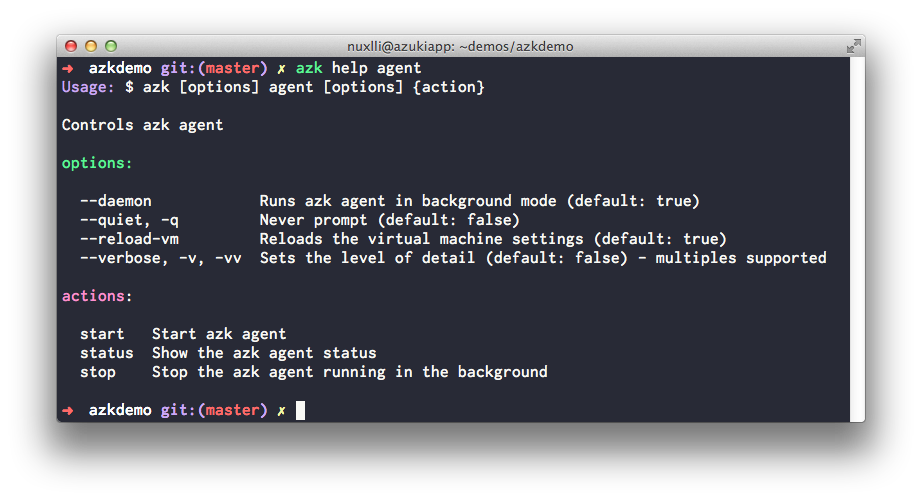 nuxlli@azukiapp: ~demos/azkdemo
➜ azkdemo git:(master) ✗ azk help agent
Usage: $ azk [options] agent [options] {action}
Controls azk agent
options:
--daemon Runs azk agent in background mode (default: true)
--quiet, -q Never prompt (default: false)
--reload-vm Reloads the virtual machine settings (default: true)
--verbose, -v, -vv Sets the level of detail (default: false) - multiples supported
actions:
start Start azk agent
status Show the azk agent status
stop Stop the azk agent running in the background
➜ azkdemo git:(master) ✗